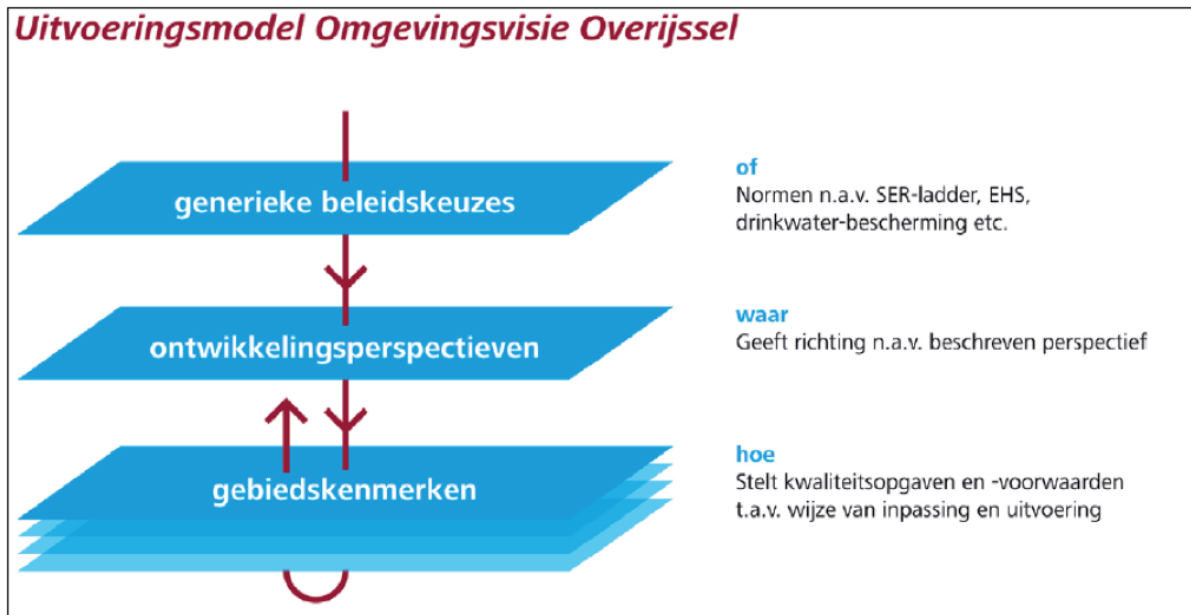 Uitvoeringsmodel Omgevingsvisie Overijssel
generieke beleidskeuzes
of
Normen n.a.v. SER-ladder, EHS,
drinkwater-bescherming etc.
ontwikkelingsperspectieven
waar
Geeft richting n.a.v. beschreven perspectief
gebiedskenmerken
hoe
Stelt kwaliteitsopgaven en -voorwaarden
t.a.v. wijze van inpassing en uitvoering